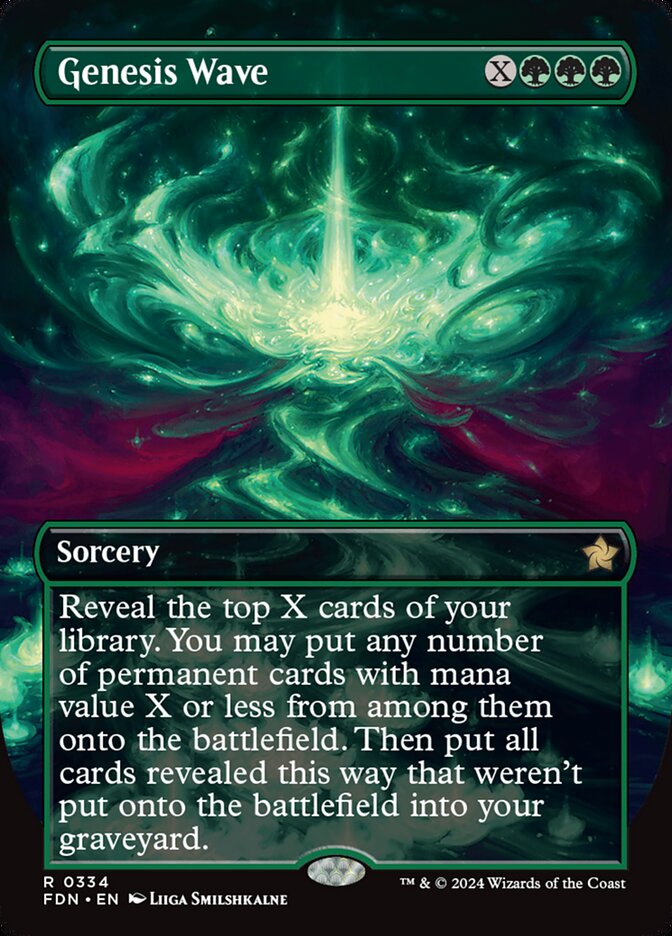 Genesis Wave X
Sorcery
Reveal the top X cards of your
library. You may put any number
of permanent cards with mana
value X or less from among them
onto the battlefield. Then put all
cards revealed this way that weren't
put onto the battlefield into your
graveyard.
R 0334
FDN • EN LIIGA SMILSHKALNE
™ & © 2024 Wizards of the Coast